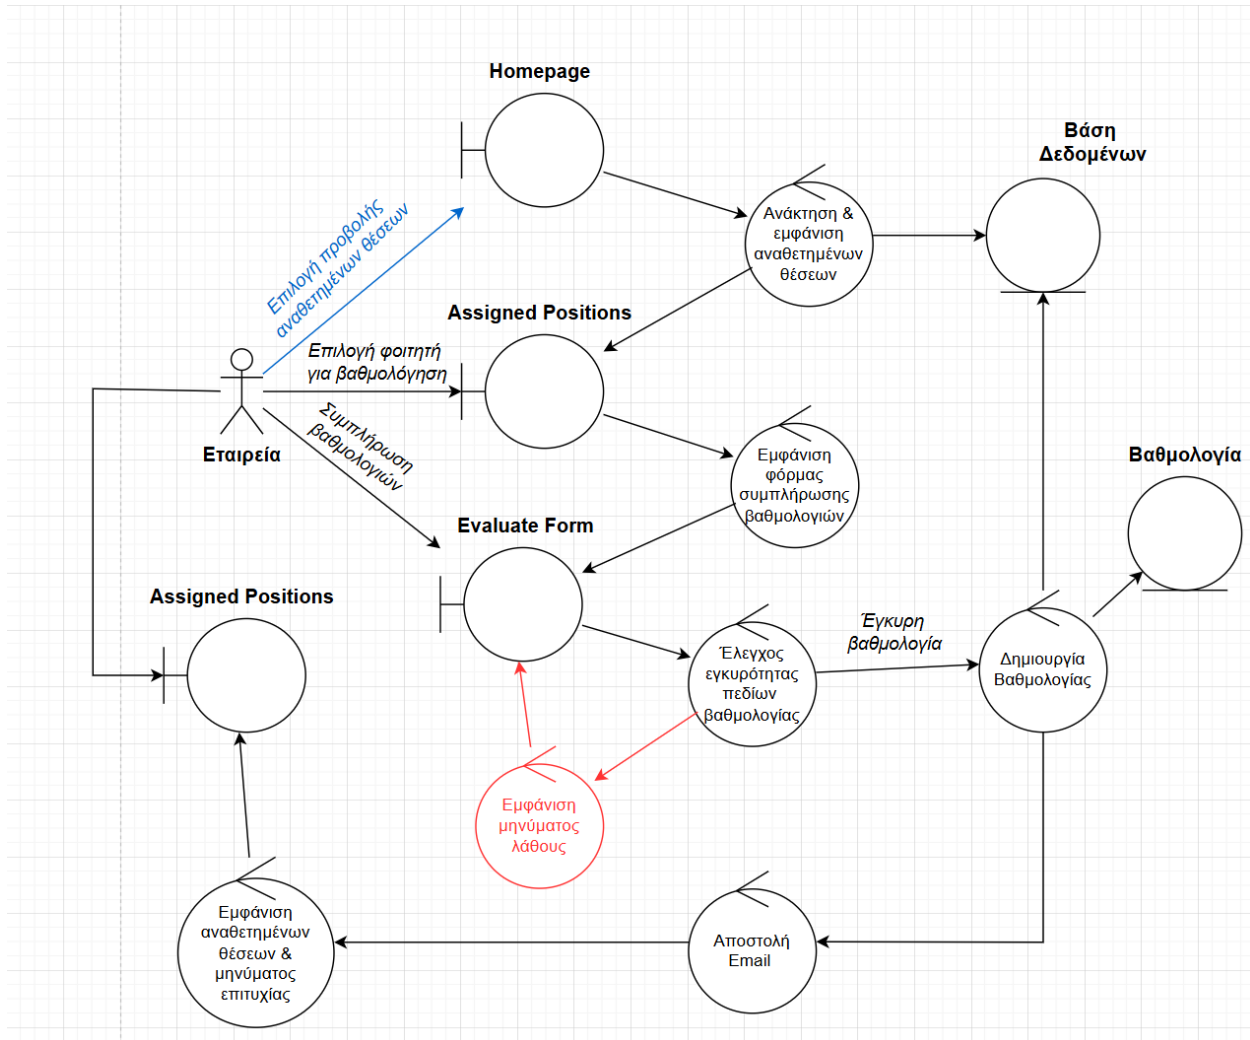 Homepage
Βάση
Δεδομένων
Επιλογή προβολής
αναθετημένων θέσεων
Ανάκτηση &
εμφάνιση
αναθετημένων
θέσεων
Assigned Positions
Επιλογή φοιτητή
για βαθμολόγηση
Εταιρεία
Συμπλήρωση
βαθμολογιών
Εμφάνιση
φόρμας
συμπλήρωσης
βαθμολογιών
Βαθμολογία
Evaluate Form
Assigned Positions
Έλεγχος
εγκυρότητας
πεδίων
βαθμολογίας
Έγκυρη
βαθμολογία
Δημιουργία
Βαθμολογίας
Εμφάνιση
μηνύματος
λάθους
Εμφάνιση
αναθετημένων
θέσεων &
μηνύματος
επιτυχίας
Αποστολή
Email